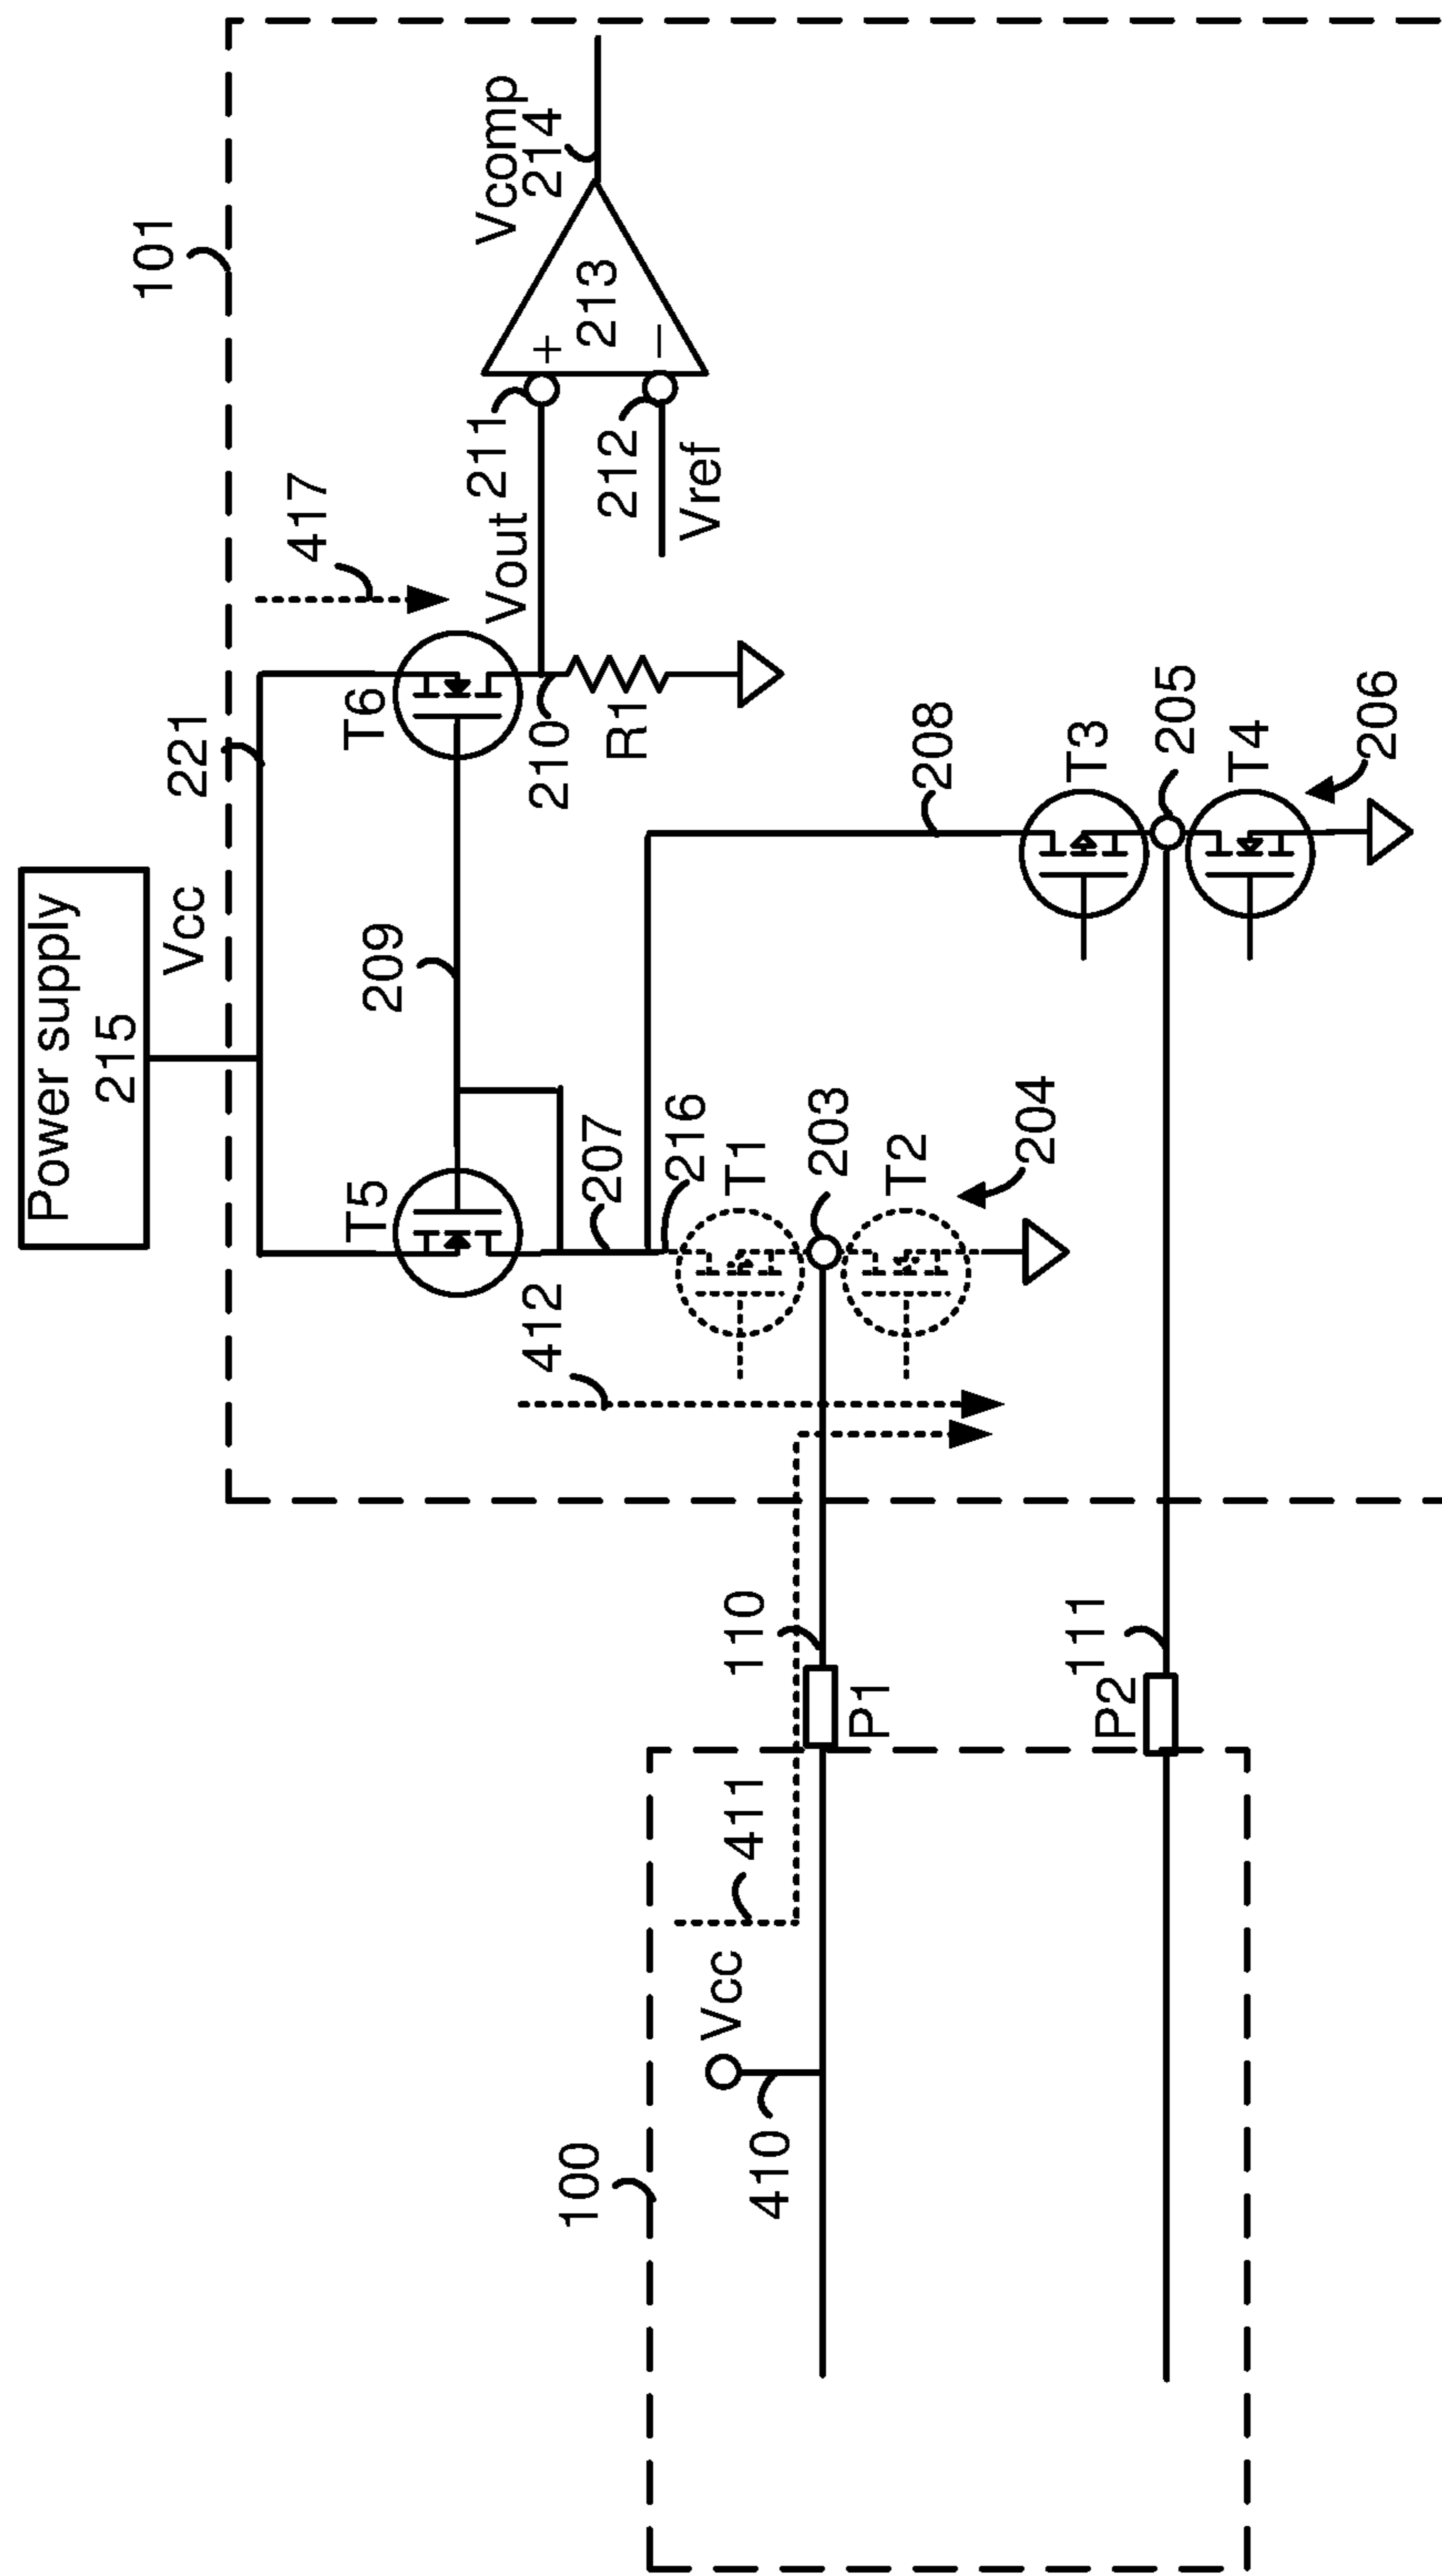 Power supply
215
Vcc
221
101
T5
209
T6
417
412
207
216
T1
203
T2
204
210
R1
Vout
211
+
213
−
212
Vref
Vcomp
214
208
T3
205
T4
206
100
410
Vcc
411
110
P1
111
P2